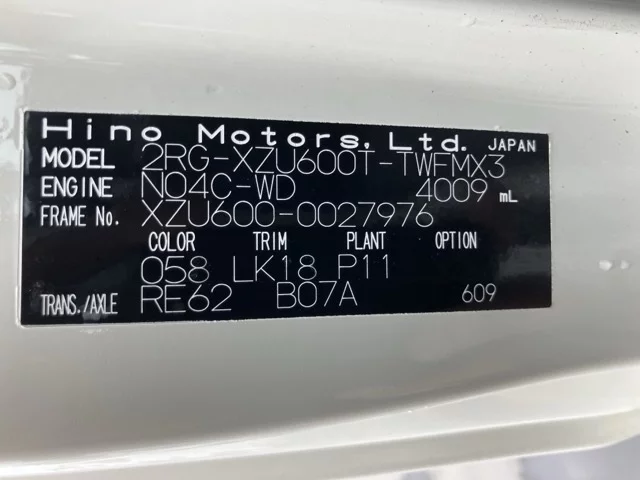 Hino Motors, Ltd. JAPAN
MODEL 2RG-XZU600T-TWFMX3
ENGINE N04C-WD 4009 mL
FRAME No. XZU600-0027976
COLOR TRIM PLANT OPTION
058 LK18 P11
TRANS./AXLE RE62 B07A 609